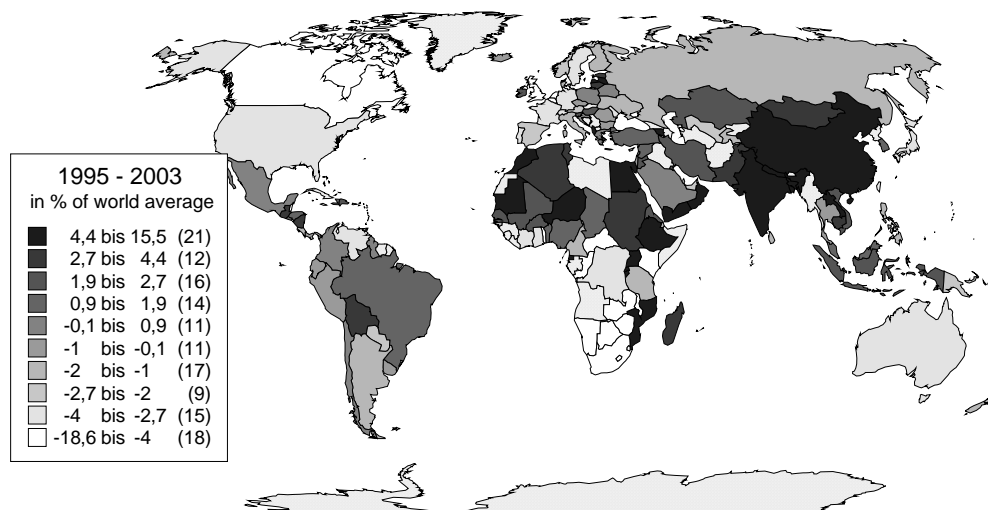 1995 - 2003
in % of world average
4,4 bis 15,5 (21)
2,7 bis 4,4 (12)
1,9 bis 2,7 (16)
0,9 bis 1,9 (14)
-0,1 bis 0,9 (11)
-1 bis -0,1 (11)
-2 bis -1 (17)
-2,7 bis -2 (9)
-4 bis -2,7 (15)
-18,6 bis -4 (18)